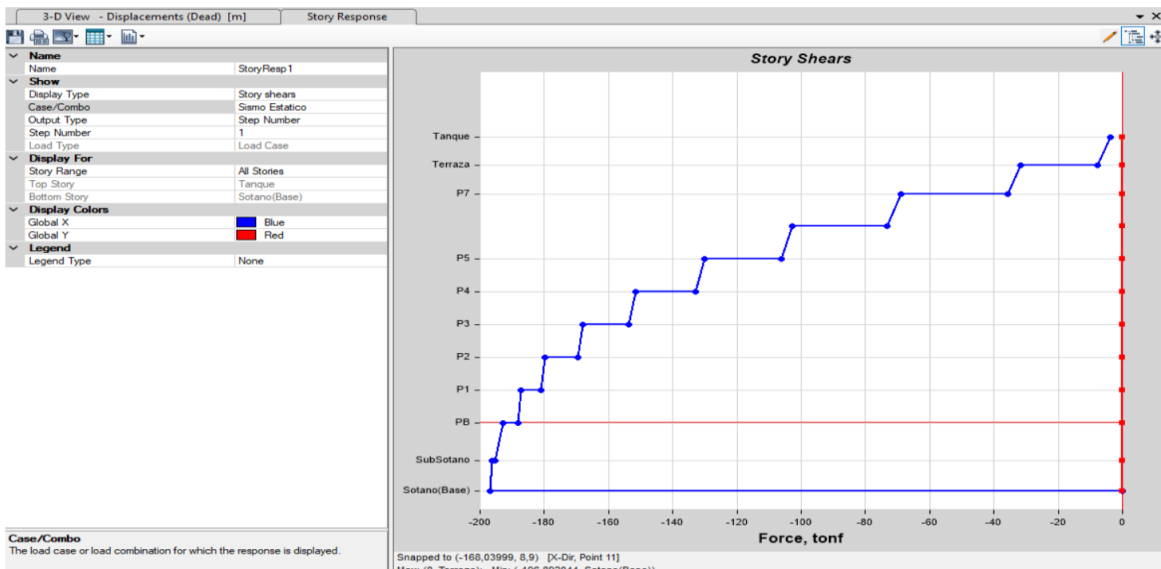 3-D View - Displacements (Dead) [m]
Story Response
Name
Name StoryResp1
Show
Display Type Story shears
Case/Combo Sismo Estatico
Output Type Step Number
Step Number 1
Load Type Load Case
Display For
Story Range All Stories
Top Story Tanque
Bottom Story Sotano(Base)
Display Colors
Global X Blue
Global Y Red
Legend
Legend Type None
Case/Combo
The load case or load combination for which the response is displayed.
Story Shears
Tanque
Terraza
P7
P5
P4
P3
P2
P1
PB
SubSotano
Sotano(Base)
-200 -180 -160 -140 -120 -100 -80 -60 -40 -20 0
Force, tonf
Snapped to (-168,03999, 8,9) [X-Dir, Point 11]